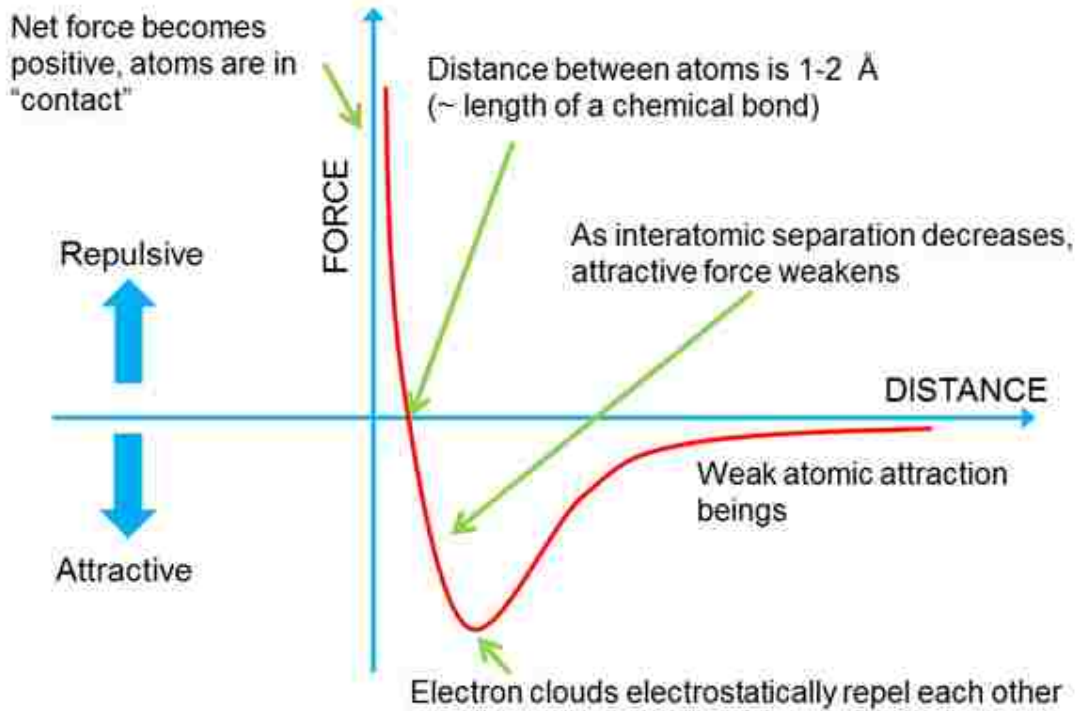 Net force becomes
positive, atoms are in
“contact”
Distance between atoms is 1-2 Å
(~ length of a chemical bond)
FORCE
As interatomic separation decreases,
attractive force weakens
Repulsive
DISTANCE
Weak atomic attraction
beings
Attractive
Electron clouds electrostatically repel each other